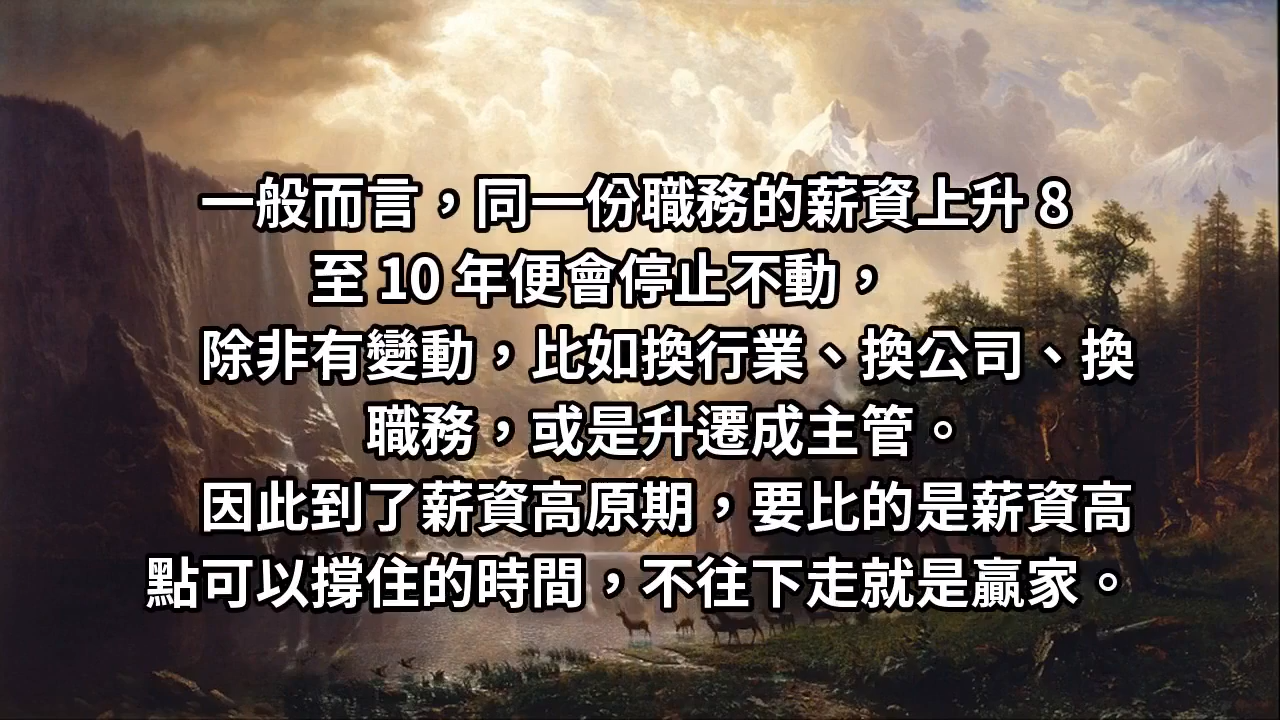 一般而言，同一份職務的薪資上升 8
至 10 年便會停止不動，
除非有變動，比如換行業、換公司、換
職務，或是升遷成主管。
因此到了薪資高原期，要比的是薪資高
點可以撐住的時間，不往下走就是贏家。